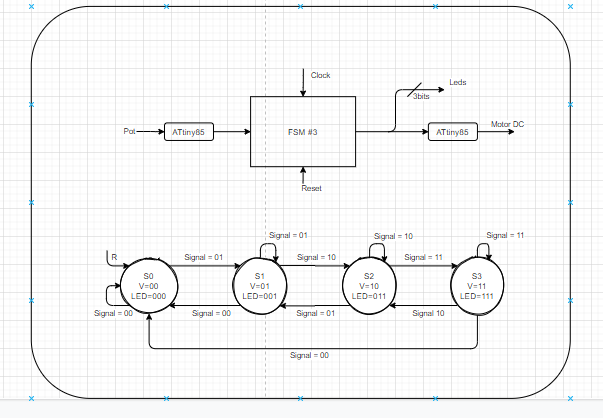 Clock
Leds
3bits
Pot
ATtiny85
FSM #3
ATtiny85
Motor DC
Reset
Signal = 01
Signal = 10
Signal = 11
R
Signal = 01
Signal = 10
Signal = 11
S0
V=00
LED=000
S1
V=01
LED=001
S2
V=10
LED=011
S3
V=11
LED=111
Signal = 00
Signal = 00
Signal = 01
Signal 10
Signal = 00